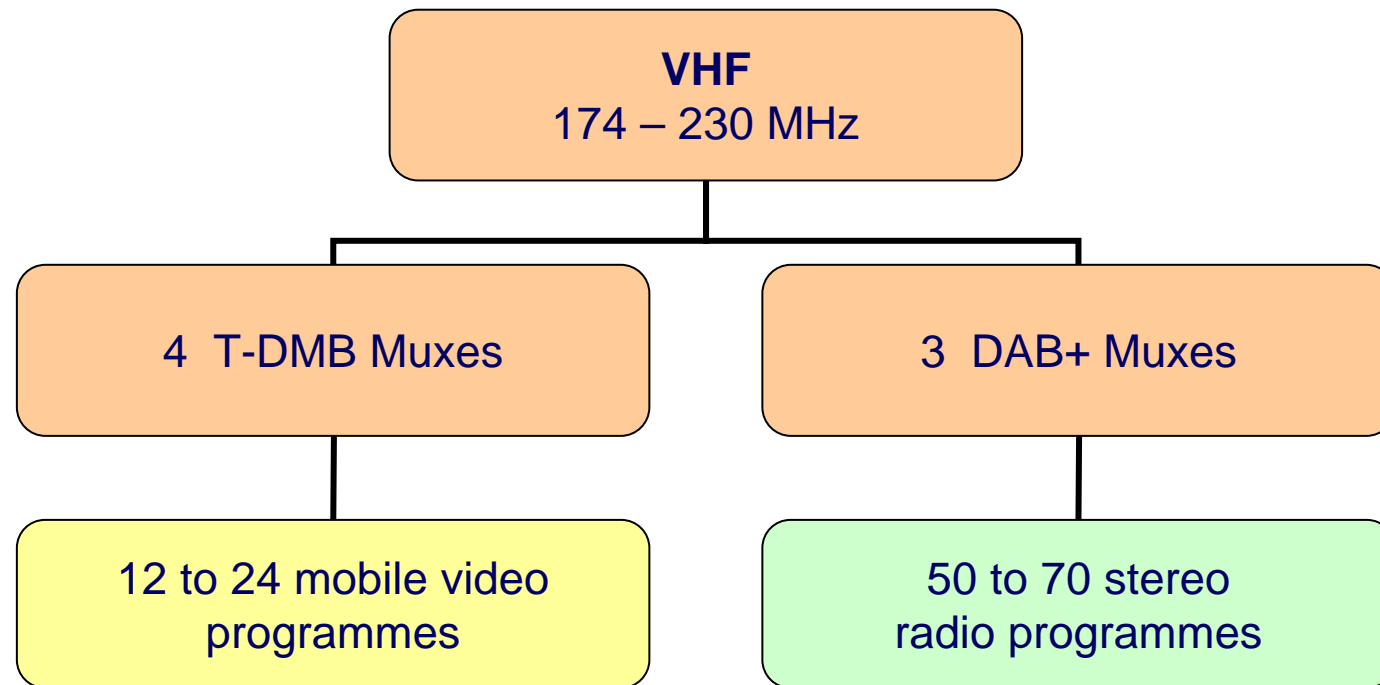 VHF
174 – 230 MHz
4 T-DMB Muxes
3 DAB+ Muxes
12 to 24 mobile video
programmes
50 to 70 stereo
radio programmes